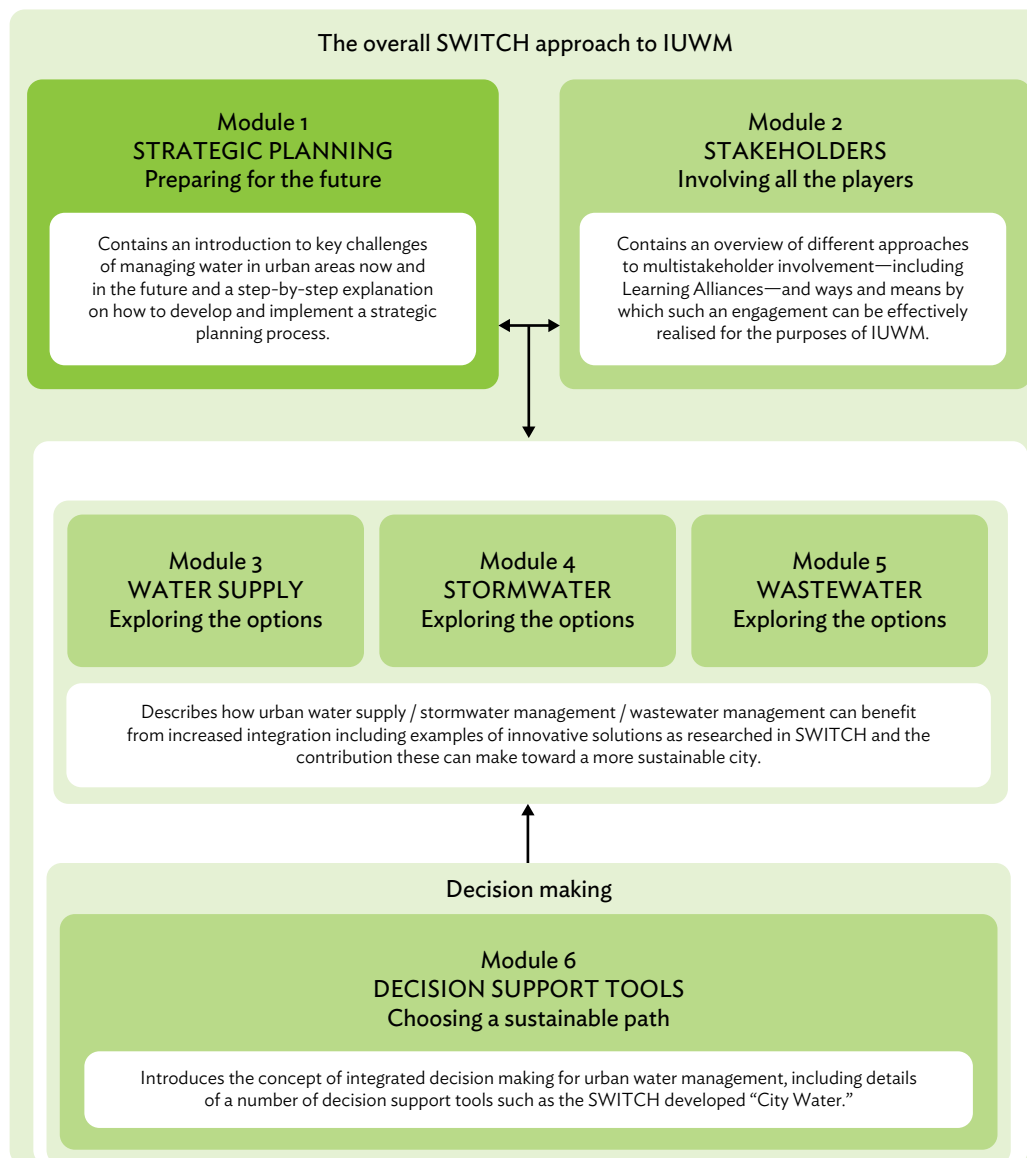 The overall SWITCH approach to IUWM
Module 1
STRATEGIC PLANNING
Preparing for the future
Contains an introduction to key challenges
of managing water in urban areas now and
in the future and a step-by-step explanation
on how to develop and implement a strategic
planning process.
Module 2
STAKEHOLDERS
Involving all the players
Contains an overview of different approaches
to multistakeholder involvement—including
Learning Alliances—and ways and means by
which such an engagement can be effectively
realised for the purposes of IUWM.
Module 3
WATER SUPPLY
Exploring the options
Module 4
STORMWATER
Exploring the options
Module 5
WASTEWATER
Exploring the options
Describes how urban water supply / stormwater management / wastewater management can benefit
from increased integration including examples of innovative solutions as researched in SWITCH and the
contribution these can make toward a more sustainable city.
Decision making
Module 6
DECISION SUPPORT TOOLS
Choosing a sustainable path
Introduces the concept of integrated decision making for urban water management, including details
of a number of decision support tools such as the SWITCH developed “City Water.”